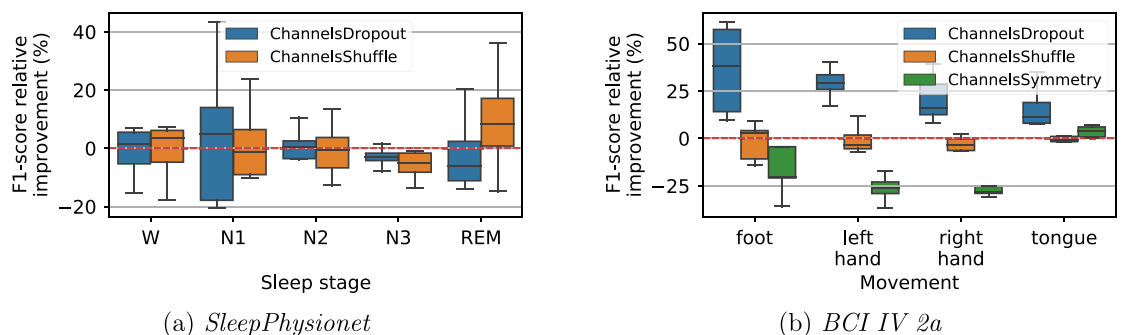 F1-score relative
improvement (%)
40
20
0
−20
ChannelsDropout
ChannelsShuffle
W N1 N2 N3 REM
Sleep stage
(a) SleepPhysionet
F1-score relative
improvement (%)
50
25
0
−25
ChannelsDropout
ChannelsShuffle
ChannelsSymmetry
foot left right tongue
hand hand
Movement
(b) BCI IV 2a